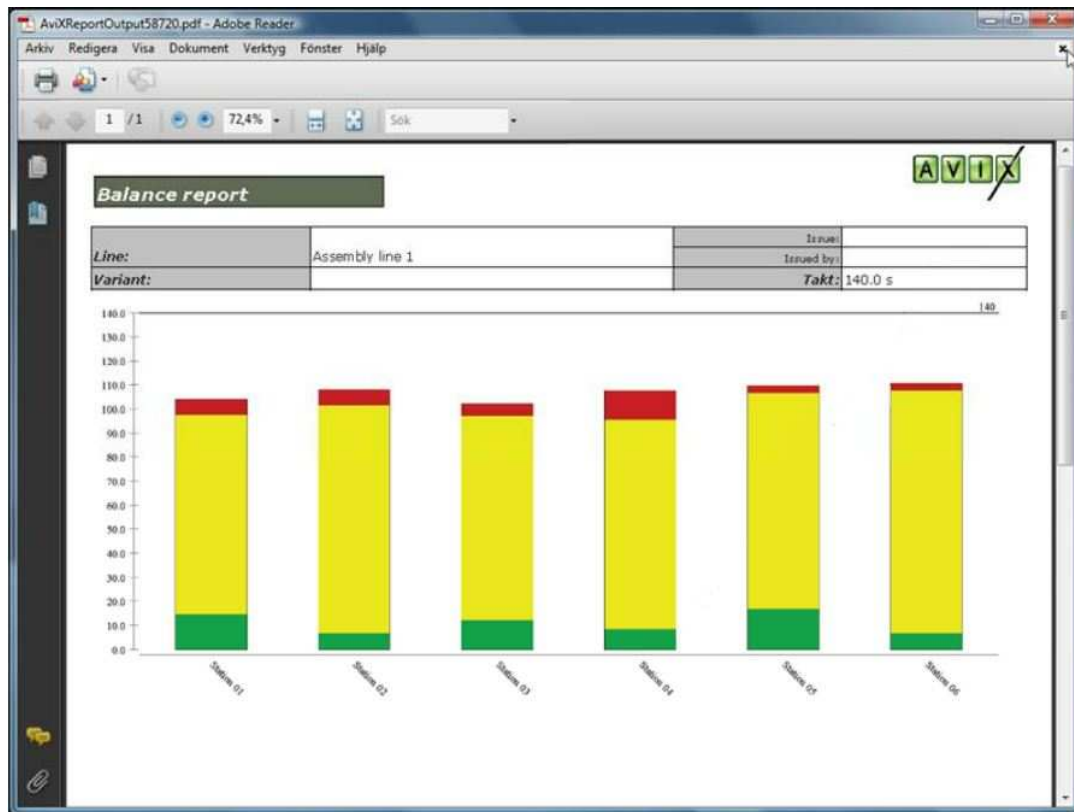 AviXReportOutput58720.pdf - Adobe Reader
Arkiv Redigera Visa Dokument Verktyg Fönster Hjälp
1 / 1 72,4% Sök
AVIX
Balance report
Issue:
Line: Assembly line 1
Issued by:
Variant: Takt: 140.0 s
140
140.0
130.0
120.0
110.0
100.0
90.0
80.0
70.0
60.0
50.0
40.0
30.0
20.0
10.0
0.0
Station 01 Station 02 Station 03 Station 04 Station 05 Station 06